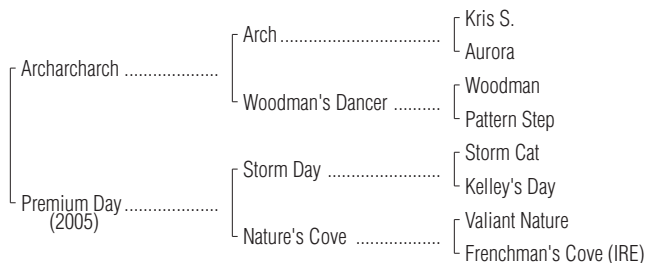 Kris S.
Arch
Aurora
Archarcharch
Woodman
Woodman's Dancer
Pattern Step
Storm Cat
Storm Day
Kelley's Day
Premium Day
(2005)
Valiant Nature
Nature's Cove
Frenchman's Cove (IRE)